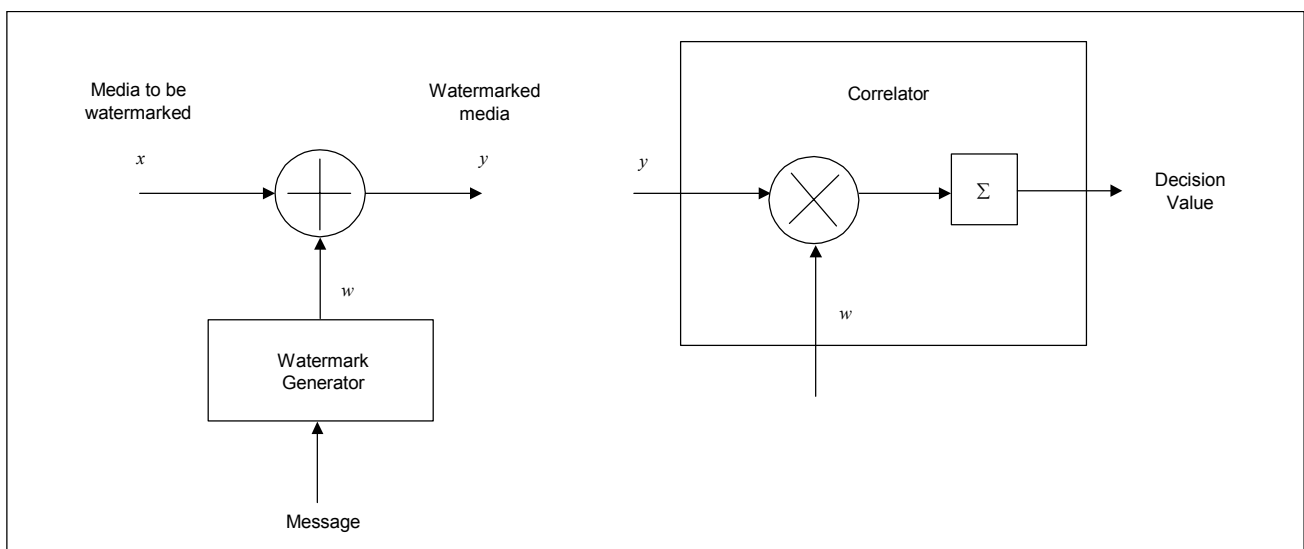 Media to be
watermarked
x
Watermarked
media
y
w
Watermark
Generator
Message
Correlator
y
Σ
w
Decision
Value